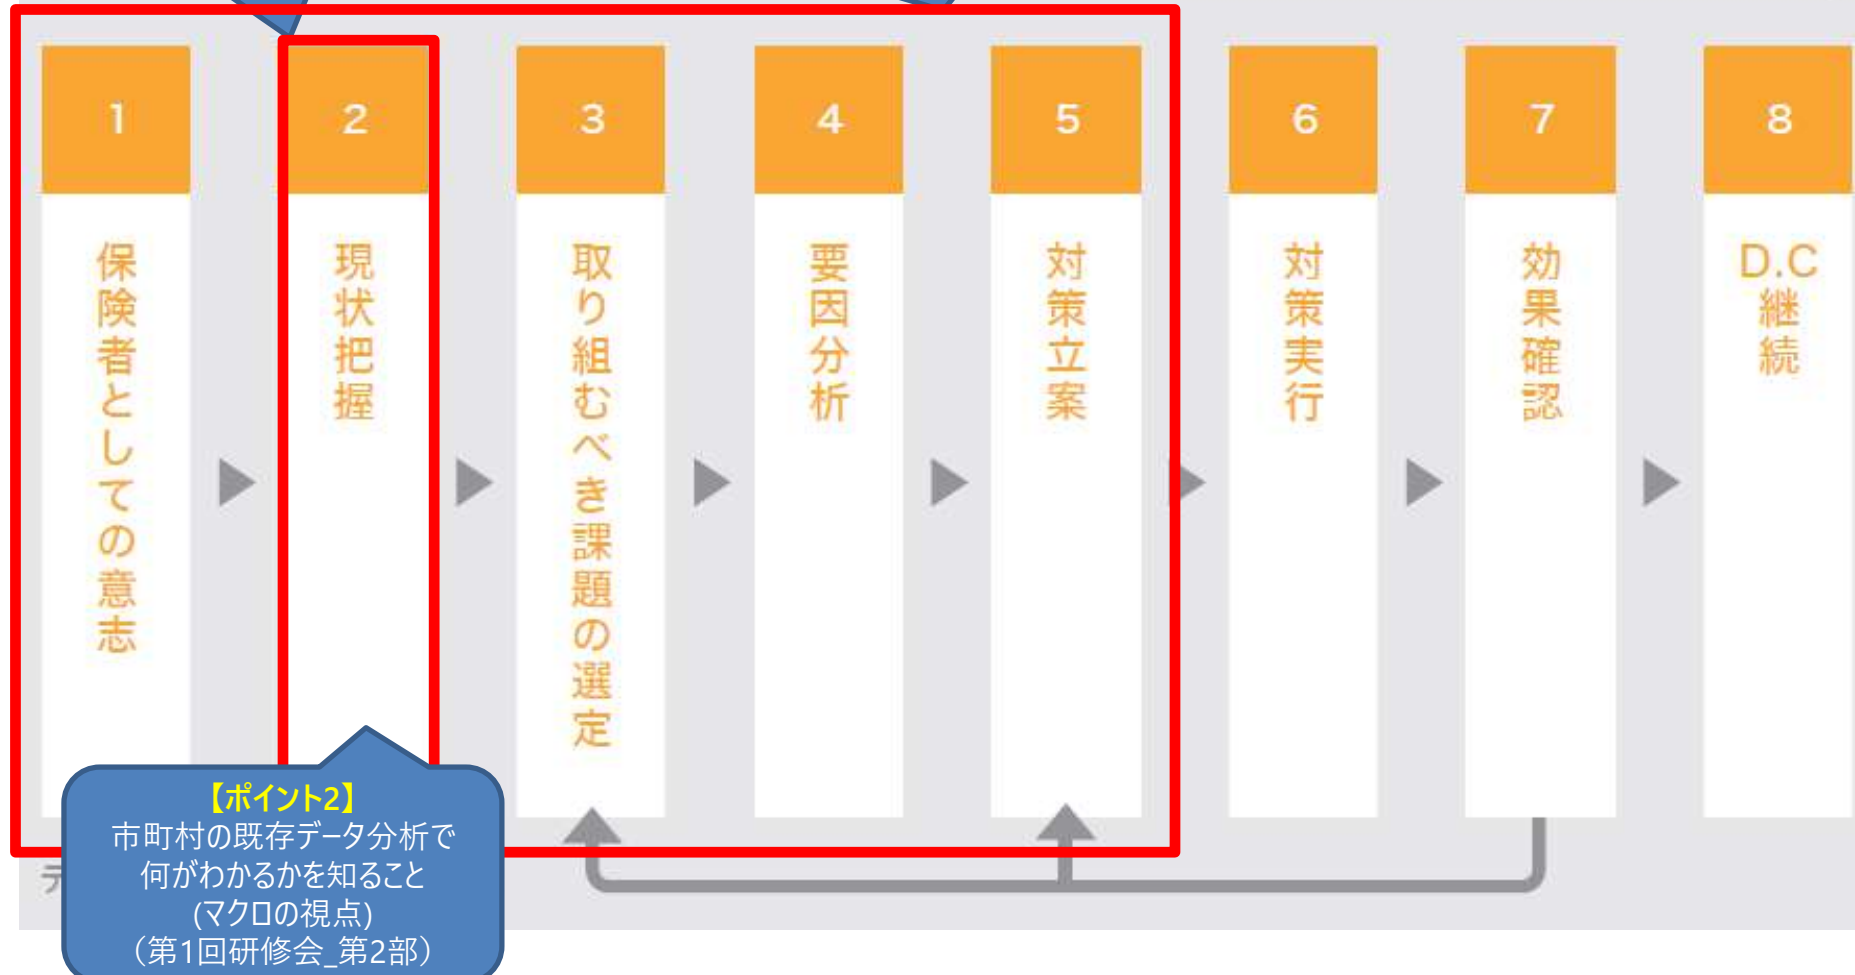 1
保険者としての意志
2
現状把握
3
取り組むべき課題の選定
4
要因分析
5
対策立案
6
対策実行
7
効果確認
8
D.C
継続
【ポイント2】
市町村の既存データ分析で
何がわかるかを知ること
(マクロの視点)
（第1回研修会_第2部）